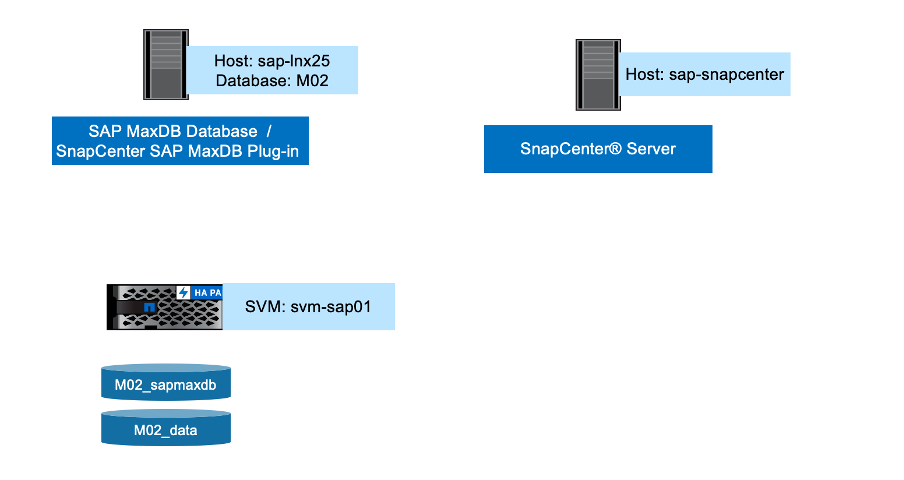 Host: sap-lnx25
Database: M02
Host: sap-snapcenter
SAP MaxDB Database /
SnapCenter SAP MaxDB Plug-in
SnapCenter® Server
HA PA
SVM: svm-sap01
M02_sapmaxdb
M02_data